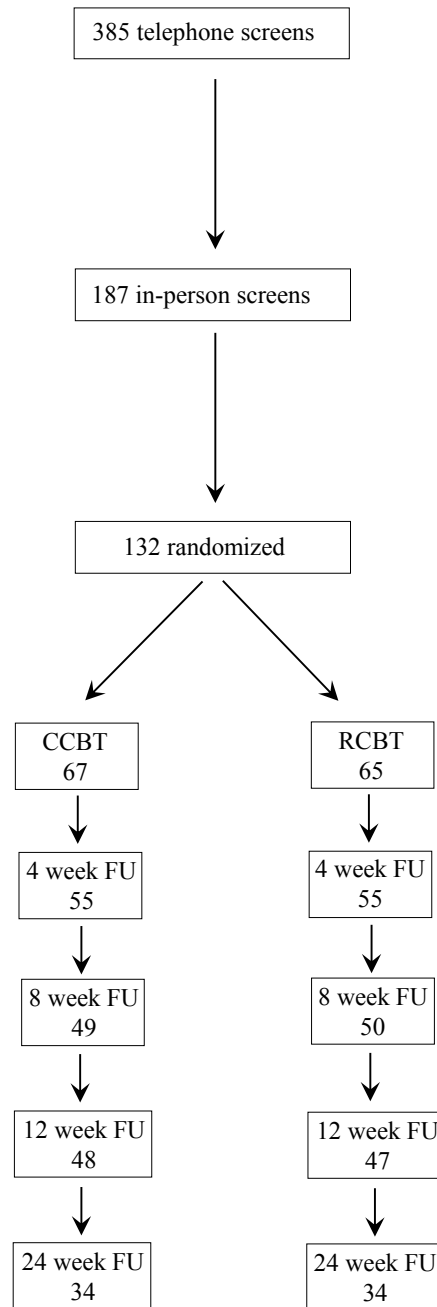 385 telephone screens
187 in-person screens
132 randomized
CCBT
67
RCBT
65
4 week FU
55
4 week FU
55
8 week FU
49
8 week FU
50
12 week FU
48
12 week FU
47
24 week FU
34
24 week FU
34